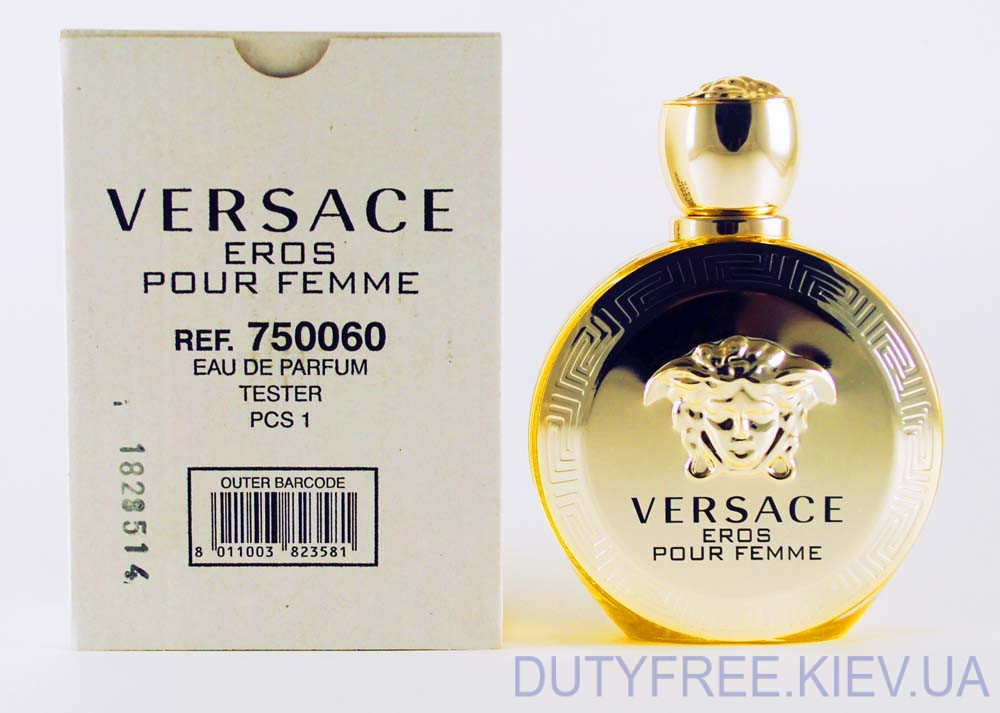 VERSACE
EROS
POUR FEMME
REF. 750060
EAU DE PARFUM
TESTER
PCS 1
OUTER BARCODE
8 011003 823581
1828514
VERSACE
EROS
POUR FEMME
DUTYFREE.KIEV.UA